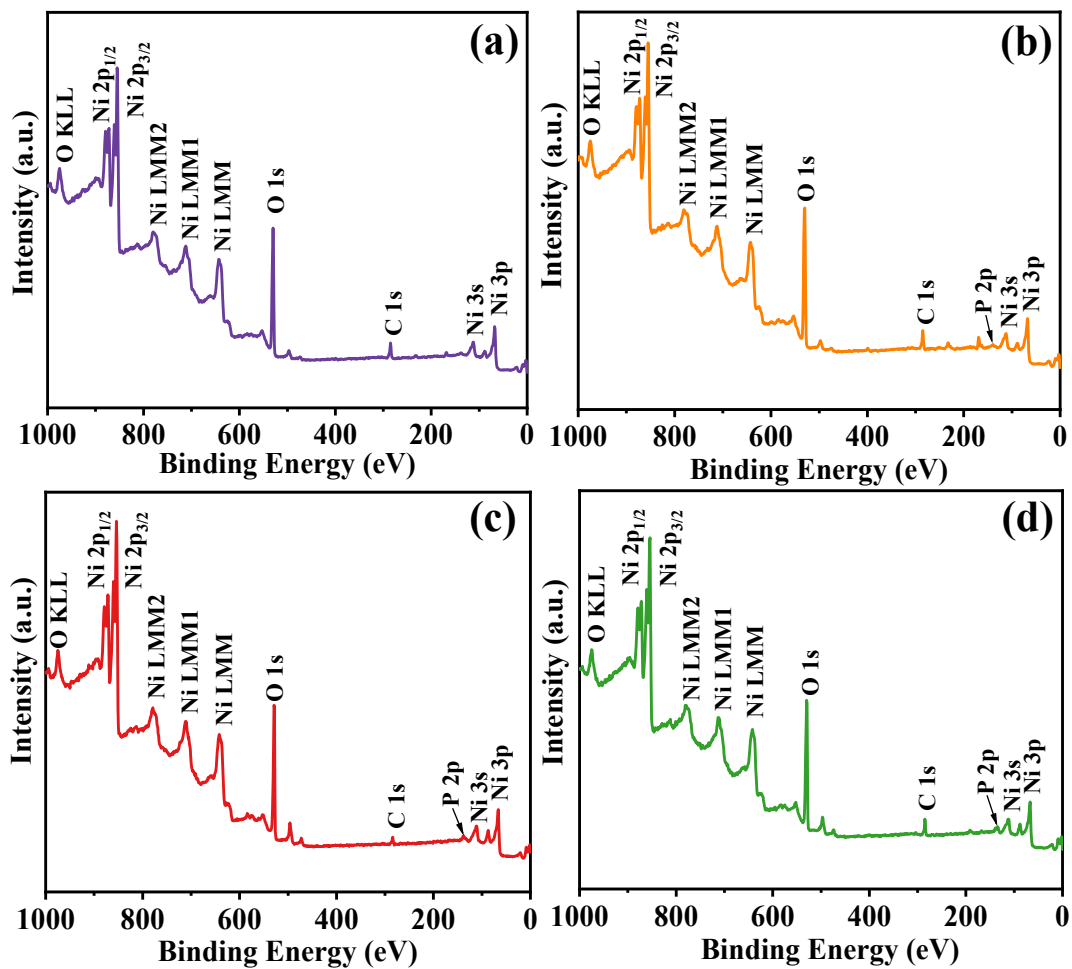 (a)
O KLL
Ni 2p1/2
Ni 2p3/2
Ni LMM2
Ni LMM1
Ni LMM
O 1s
C 1s
Ni 3s
Ni 3p
Intensity (a.u.)
1000 800 600 400 200 0
Binding Energy (eV)
(b)
O KLL
Ni 2p1/2
Ni 2p3/2
Ni LMM2
Ni LMM1
Ni LMM
O 1s
C 1s
P 2p
Ni 3s
Ni 3p
Intensity (a.u.)
1000 800 600 400 200 0
Binding Energy (eV)
(c)
O KLL
Ni 2p1/2
Ni 2p3/2
Ni LMM2
Ni LMM1
Ni LMM
O 1s
C 1s
P 2p
Ni 3s
Ni 3p
Intensity (a.u.)
1000 800 600 400 200 0
Binding Energy (eV)
(d)
O KLL
Ni 2p1/2
Ni 2p3/2
Ni LMM2
Ni LMM1
Ni LMM
O 1s
C 1s
P 2p
Ni 3s
Ni 3p
Intensity (a.u.)
1000 800 600 400 200 0
Binding Energy (eV)